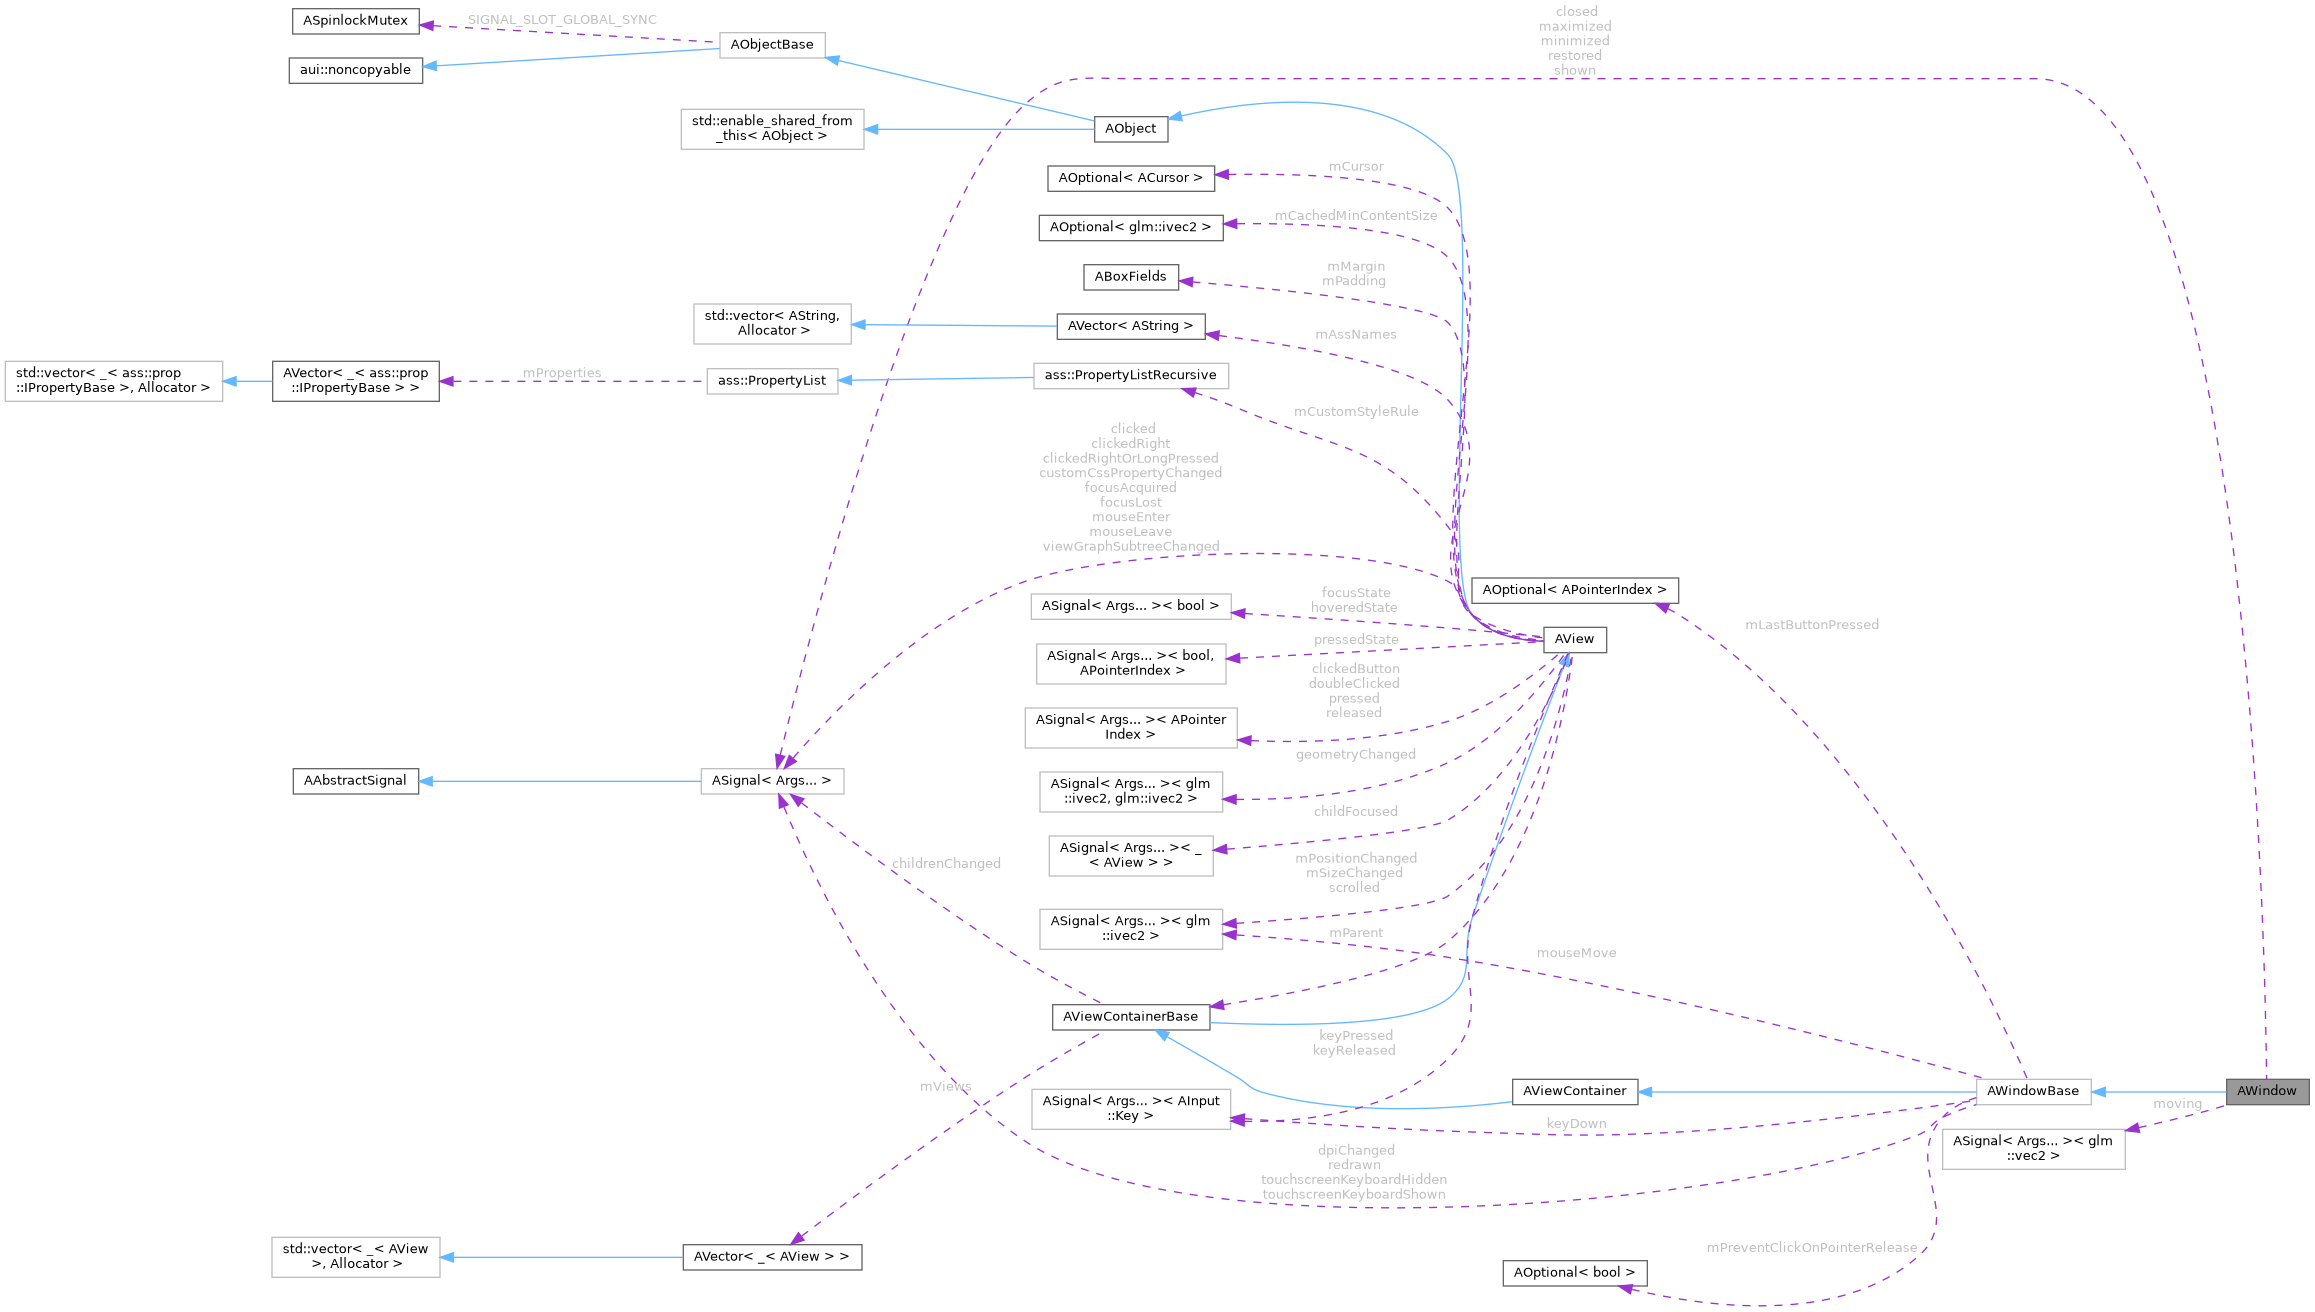 closed
maximized
minimized
restored
shown
ASpinlockMutex
SIGNAL_SLOT_GLOBAL_SYNC
AObjectBase
aui::noncopyable
std::enable_shared_from
_this< AObject >
AObject
mCursor
AOptional< ACursor >
mCachedMinContentSize
AOptional< glm::ivec2 >
mMargin
mPadding
ABoxFields
std::vector< AString,
Allocator >
AVector< AString >
mAssNames
std::vector< _< ass::prop
::IPropertyBase >, Allocator >
AVector< _< ass::prop
::IPropertyBase > >
mProperties
ass::PropertyList
ass::PropertyListRecursive
mCustomStyleRule
clicked
clickedRight
clickedRightOrLongPressed
customCssPropertyChanged
focusAcquired
focusLost
mouseEnter
mouseLeave
viewGraphSubtreeChanged
AOptional< APointerIndex >
focusState
hoveredState
ASignal< Args... >< bool >
mLastButtonPressed
AView
pressedState
ASignal< Args... >< bool,
APointerIndex >
clickedButton
doubleClicked
pressed
released
ASignal< Args... >< APointer
Index >
geometryChanged
AAbstractSignal
ASignal< Args... >
ASignal< Args... >< glm
::ivec2, glm::ivec2 >
childFocused
ASignal< Args... >< _
< AView > >
childrenChanged
mPositionChanged
mSizeChanged
scrolled
ASignal< Args... >< glm
::ivec2 >
mParent
mouseMove
AViewContainerBase
keyPressed
keyReleased
mViews
AViewContainer
AWindowBase
AWindow
ASignal< Args... >< AInput
::Key >
keyDown
moving
ASignal< Args... >< glm
::vec2 >
dpiChanged
redrawn
touchscreenKeyboardHidden
touchscreenKeyboardShown
std::vector< _< AView
>, Allocator >
AVector< _< AView > >
mPreventClickOnPointerRelease
AOptional< bool >